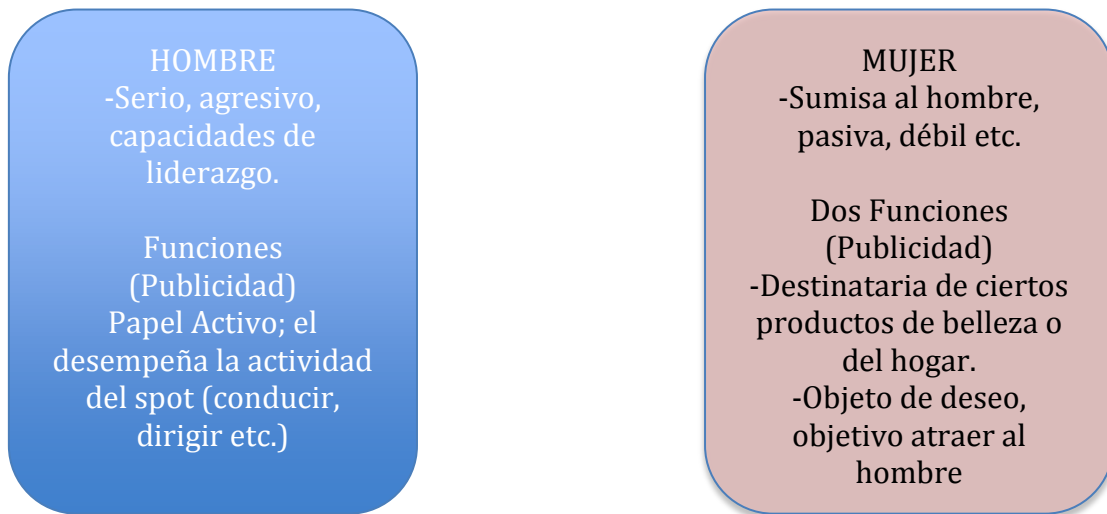 HOMBRE
-Serio, agresivo,
capacidades de
liderazgo.
Funciones
(Publicidad)
Papel Activo; el
desempeña la actividad
del spot (conducir,
dirigir etc.)
MUJER
-Sumisa al hombre,
pasiva, débil etc.
Dos Funciones
(Publicidad)
-Destinataria de ciertos
productos de belleza o
del hogar.
-Objeto de deseo,
objetivo atraer al
hombre